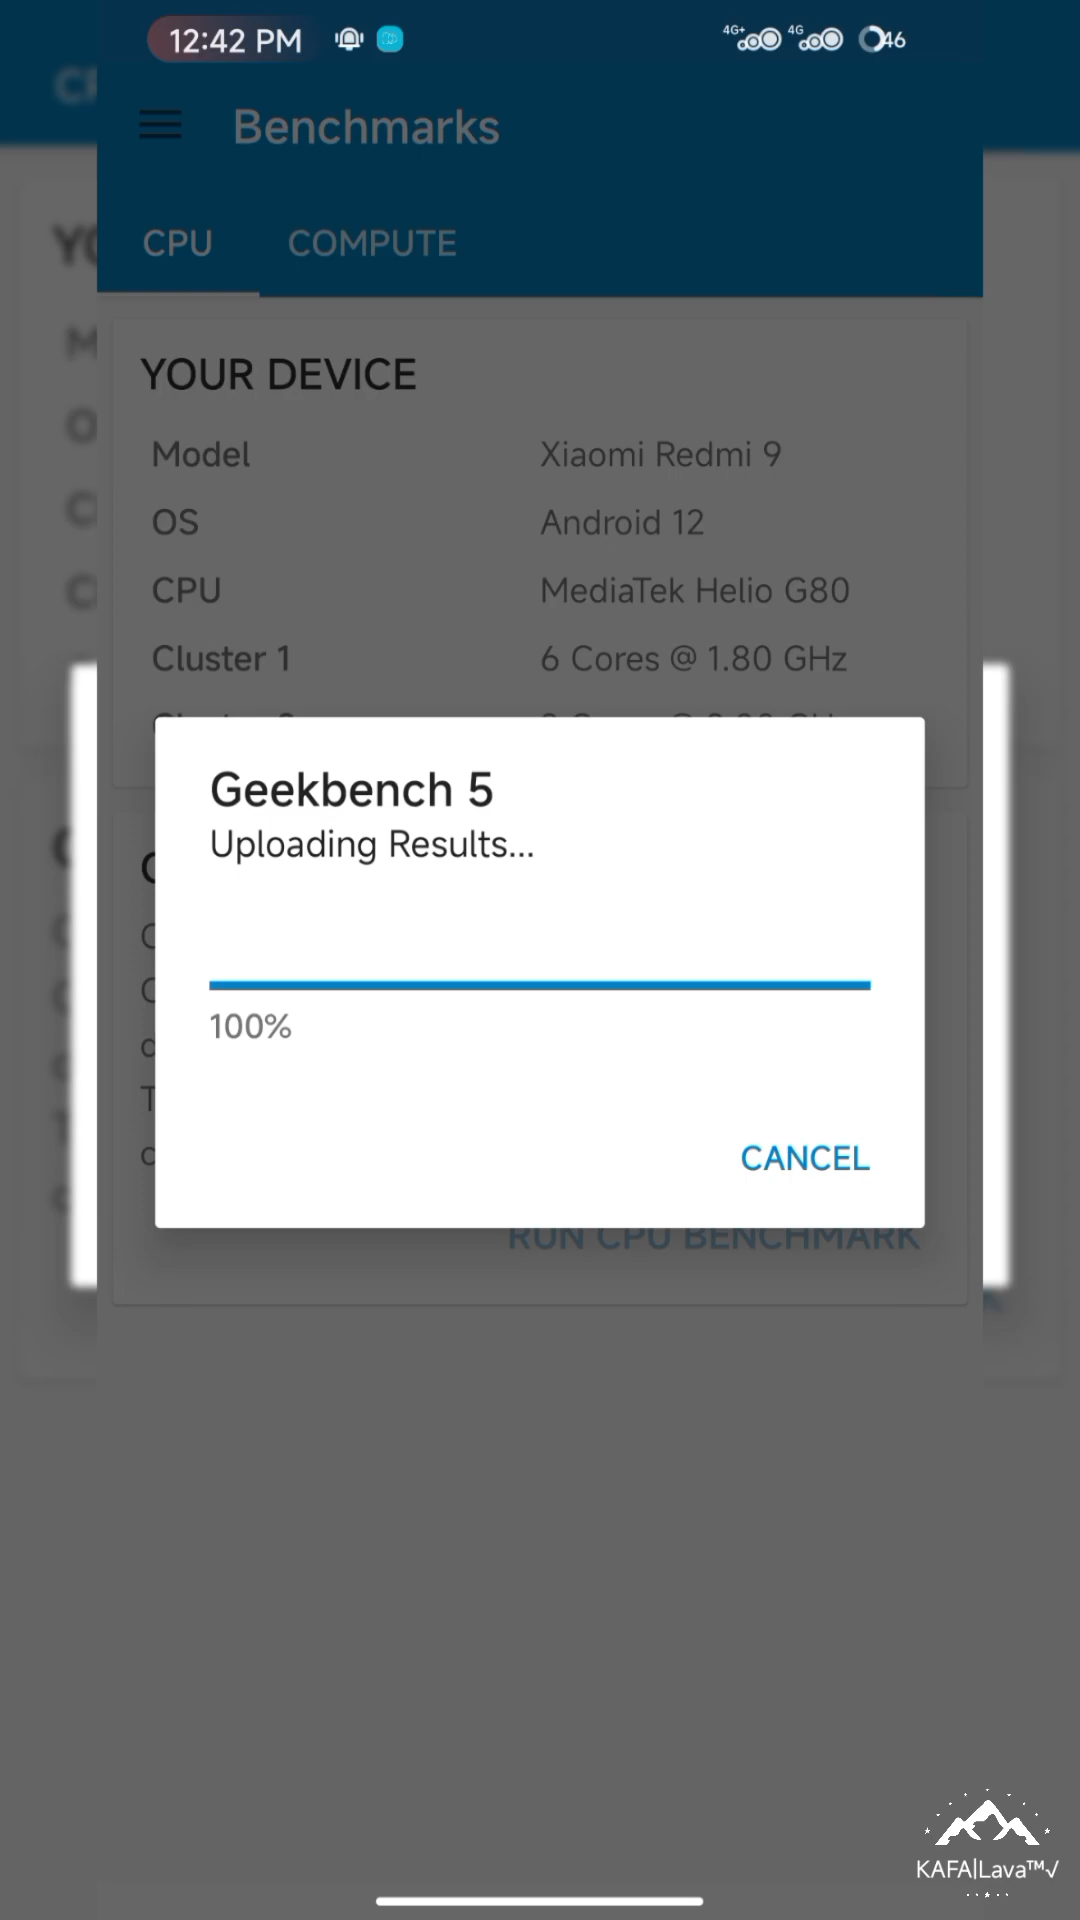 12:42 PM
4G+ 4G 46
Benchmarks
CPU COMPUTE
YOUR DEVICE
Model Xiaomi Redmi 9
OS Android 12
CPU MediaTek Helio G80
Cluster 1 6 Cores @ 1.80 GHz
Geekbench 5
Uploading Results...
100%
CANCEL
RUN CPU BENCHMARK
KAFA|Lava™√